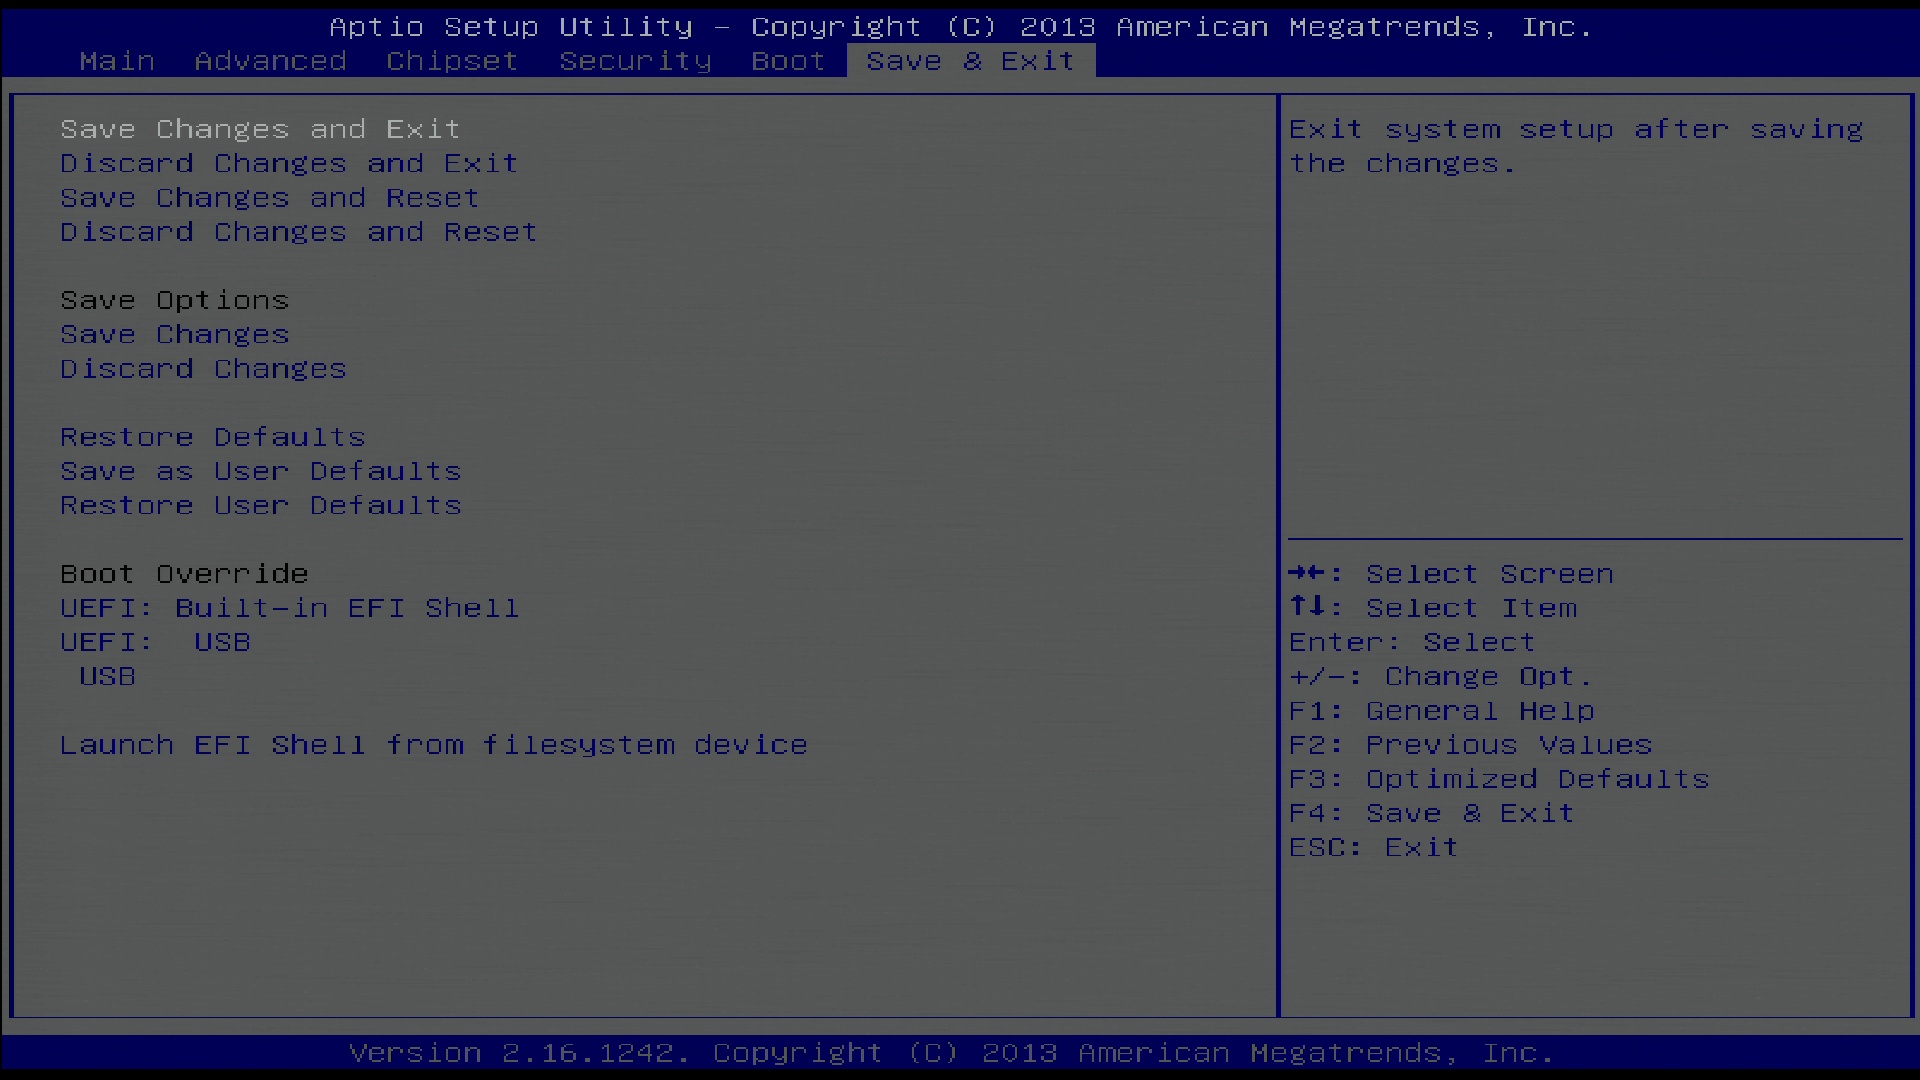 Aptio Setup Utility – Copyright (C) 2013 American Megatrends, Inc.
Main Advanced Chipset Security Boot Save & Exit
Save Changes and Exit
Discard Changes and Exit
Save Changes and Reset
Discard Changes and Reset
Save Options
Save Changes
Discard Changes
Restore Defaults
Save as User Defaults
Restore User Defaults
Boot Override
UEFI: Built-in EFI Shell
UEFI:  USB
USB
Launch EFI Shell from filesystem device
Exit system setup after saving
the changes.
→←: Select Screen
↑↓: Select Item
Enter: Select
+/-: Change Opt.
F1: General Help
F2: Previous Values
F3: Optimized Defaults
F4: Save & Exit
ESC: Exit
Version 2.16.1242. Copyright (C) 2013 American Megatrends, Inc.